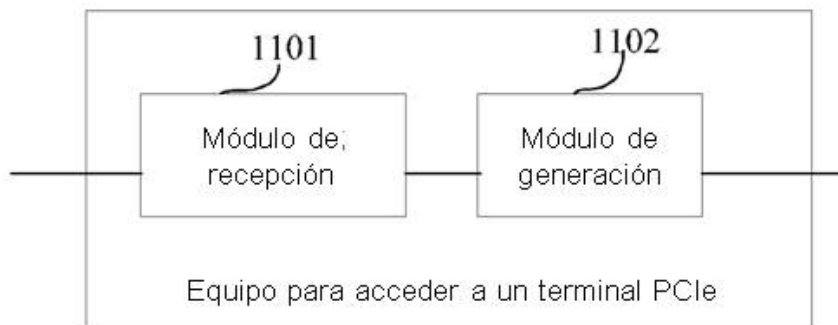 1101
1102
Módulo de;
recepción
Módulo de
generación
Equipo para acceder a un terminal PCIe